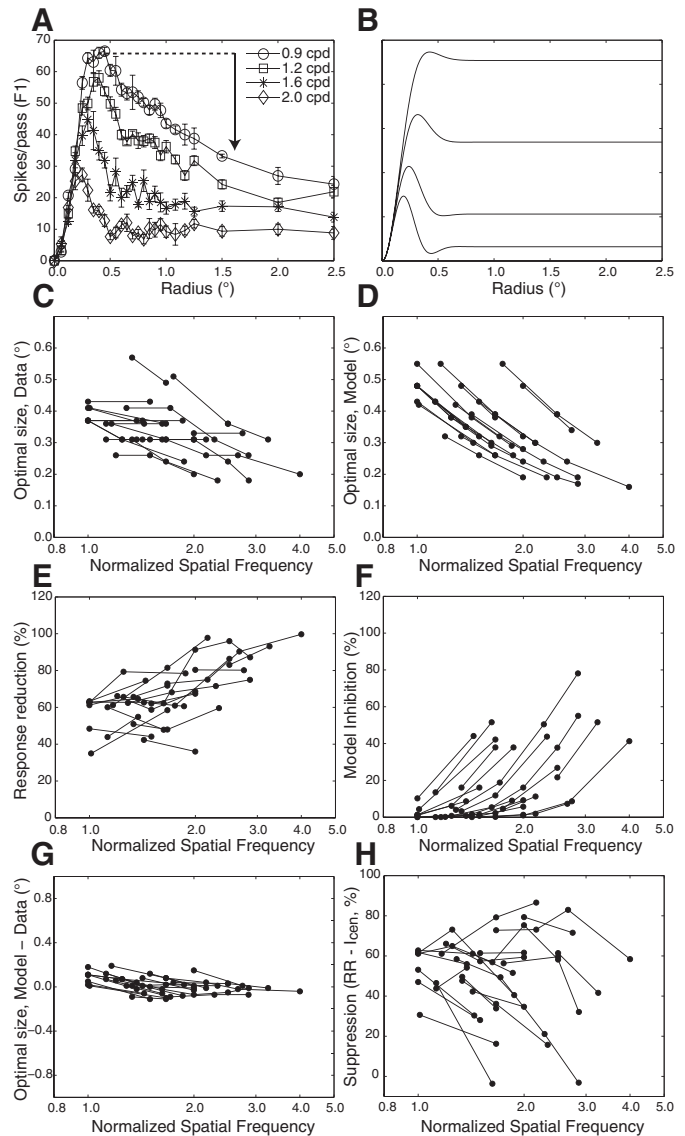 A
70
60
50
40
30
20
10
0
Spikes/pass (F1)
0.9 cpd
1.2 cpd
1.6 cpd
2.0 cpd
0.0 0.5 1.0 1.5 2.0 2.5
Radius (°)
B
0.0 0.5 1.0 1.5 2.0 2.5
Radius (°)
C
0.6
0.5
0.4
0.3
0.2
0.1
0.0
Optimal size, Data (°)
0.8 1.0 2.0 3.0 4.0 5.0
Normalized Spatial Frequency
D
0.6
0.5
0.4
0.3
0.2
0.1
0.0
Optimal size, Model (°)
0.8 1.0 2.0 3.0 4.0 5.0
Normalized Spatial Frequency
E
120
100
80
60
40
20
0
Response reduction (%)
0.8 1.0 2.0 3.0 4.0 5.0
Normalized Spatial Frequency
F
120
100
80
60
40
20
0
Model Inhibition (%)
0.8 1.0 2.0 3.0 4.0 5.0
Normalized Spatial Frequency
G
0.8
0.4
0.0
−0.4
−0.8
Optimal size, Model − Data (°)
0.8 1.0 2.0 3.0 4.0 5.0
Normalized Spatial Frequency
H
100
80
60
40
20
0
Suppression (RR - Icen, %)
0.8 1.0 2.0 3.0 4.0 5.0
Normalized Spatial Frequency